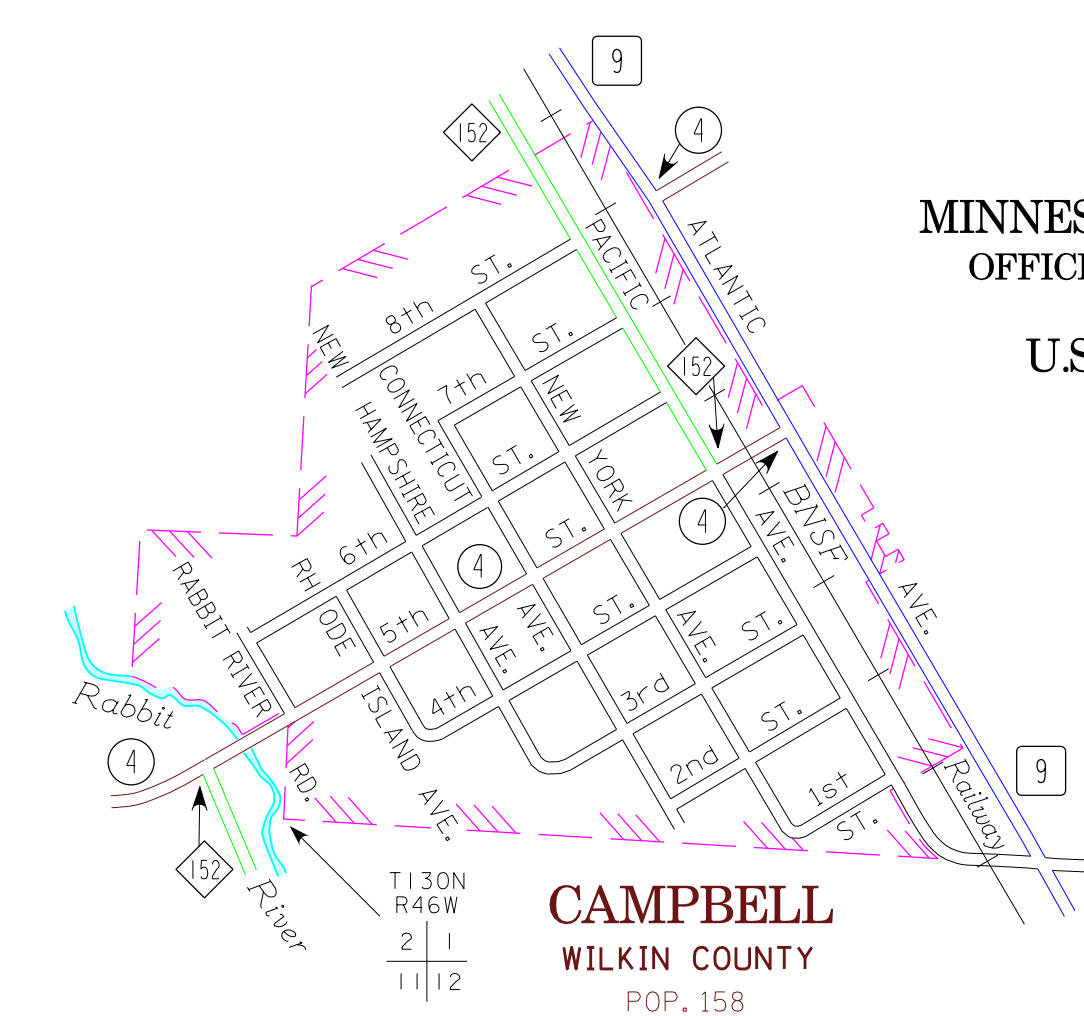 9
152
4
MINNES
OFFICE
U.S
PACIFIC
ATLANTIC
8th ST.
NEW
CONNECTICUT
HAMPSHIRE
7th ST.
152
NEW
YORK
ST.
4
4
BNSF
AVE.
AVE.
6th
5th
RH
ODE
RABBIT RIVER
ST.
AVE.
AVE.
AVE.
ST.
4th
3rd
ISLAND
AVE.
Rabbit
4
RD.
2nd ST.
1st
ST.
Railway
9
152
River
T130N
R46W
2 1
11 12
CAMPBELL
WILKIN COUNTY
POP. 158